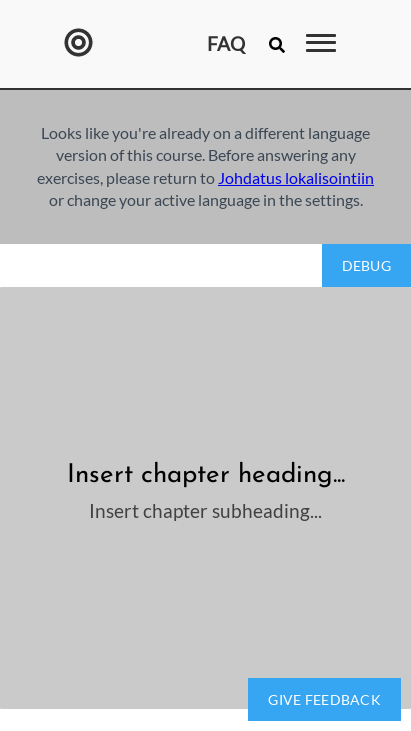 FAQ
Looks like you're already on a different language
version of this course. Before answering any
exercises, please return to Johdatus lokalisointiin
or change your active language in the settings.
DEBUG
Insert chapter heading...
Insert chapter subheading...
GIVE FEEDBACK